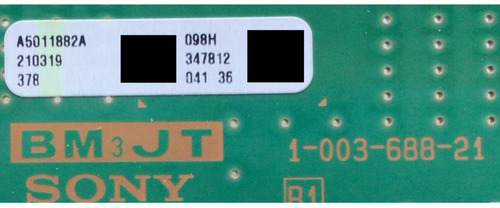 A5011882A
210319
378
098H
347812
041 36
BM3JT
1-003-688-21
SONY
B1